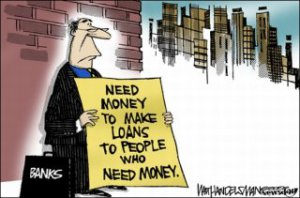 NEED
MONEY
TO MAKE
LOANS
TO PEOPLE
WHO
NEED MONEY.
BANKS